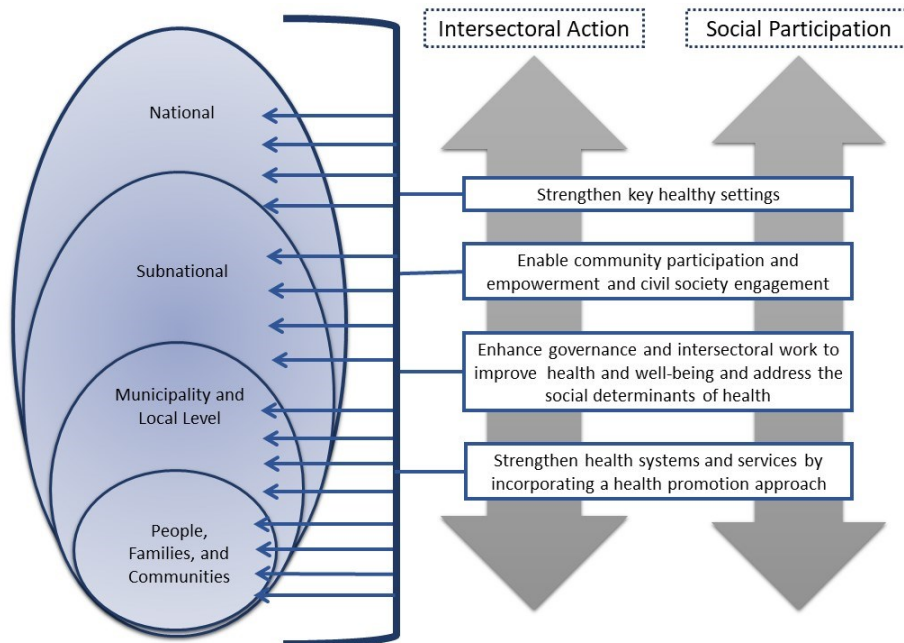 Intersectoral Action
Social Participation
National
Subnational
Municipality and
Local Level
People,
Families, and
Communities
Strengthen key healthy settings
Enable community participation and
empowerment and civil society engagement
Enhance governance and intersectoral work to
improve health and well-being and address the
social determinants of health
Strengthen health systems and services by
incorporating a health promotion approach